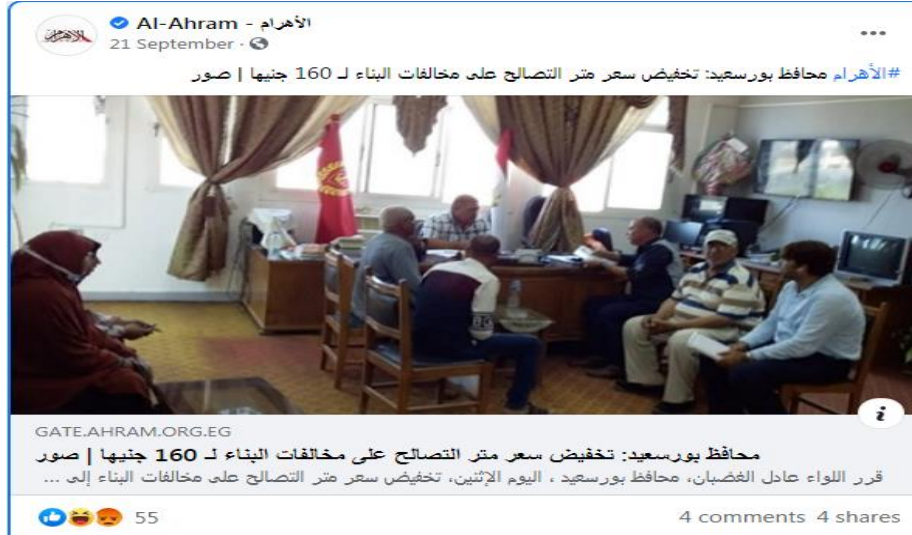 الأهرام - Al-Ahram
21 September ·
#الأهرام محافظ بورسعيد: تخفيض سعر متر التصالح على مخالفات البناء لـ 160 جنيها | صور
GATE.AHRAM.ORG.EG
محافظ بورسعيد: تخفيض سعر متر التصالح على مخالفات البناء لـ 160 جنيها | صور
قرر اللواء عادل الغضبان، محافظ بورسعيد ، اليوم الإثنين، تخفيض سعر متر التصالح على مخالفات البناء إلى ...
55
4 comments 4 shares